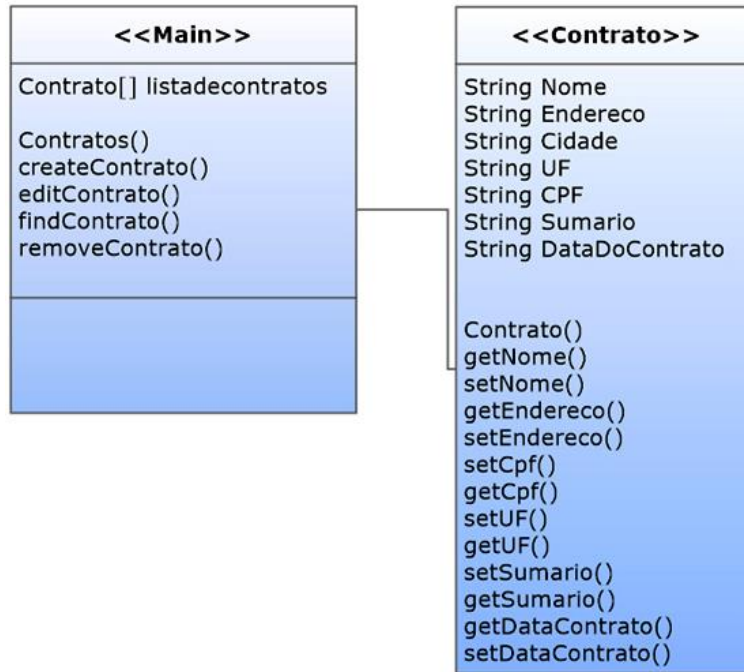 <<Main>>
Contrato[] listadecontratos
Contratos()
createContrato()
editContrato()
findContrato()
removeContrato()
<<Contrato>>
String Nome
String Endereco
String Cidade
String UF
String CPF
String Sumario
String DataDoContrato
Contrato()
getNome()
setNome()
getEndereco()
setEndereco()
setCpf()
getCpf()
setUF()
getUF()
setSumario()
getSumario()
getDataContrato()
setDataContrato()